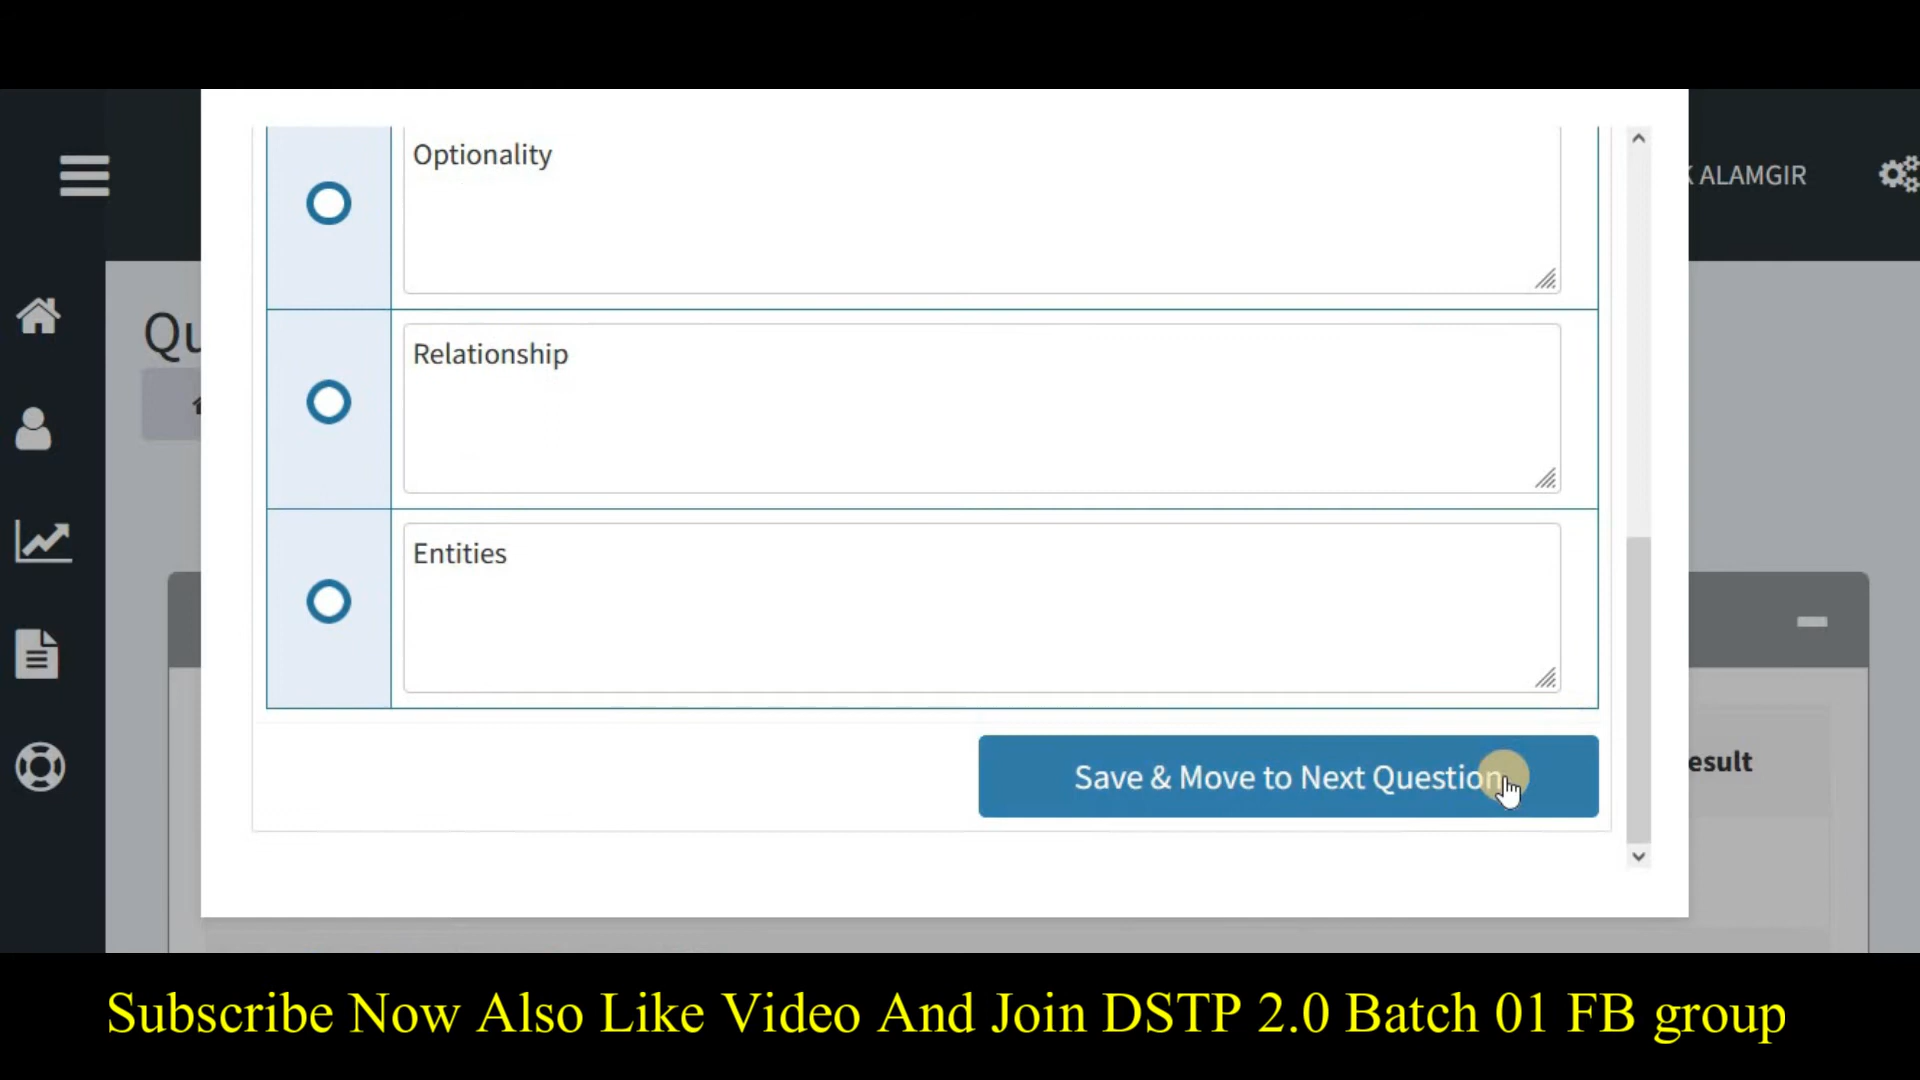 Optionality
K ALAMGIR
Qu
Relationship
Entities
esult
Save & Move to Next Question
Subscribe Now Also Like Video And Join DSTP 2.0 Batch 01 FB group